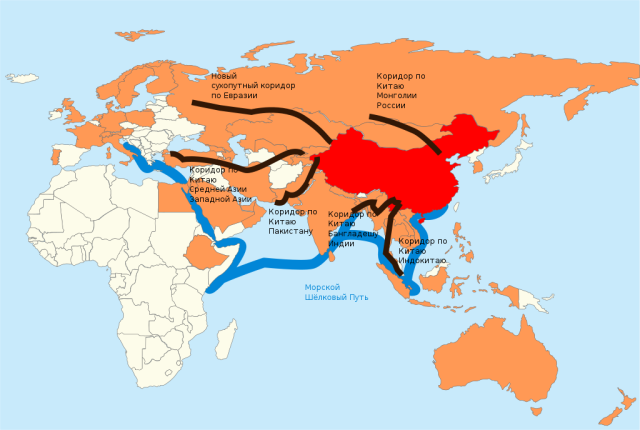 Новый
сухопутный коридор
по Евразии
Коридор по
Китаю
Монголии
России
Коридор по
Китаю
Средней Азии
Западной Азии
Коридор по
Китаю
Пакистану
Коридор по
Китаю
Бангладешу
Индии
Коридор по
Китаю
Индокитаю
Морской
Шёлковый Путь